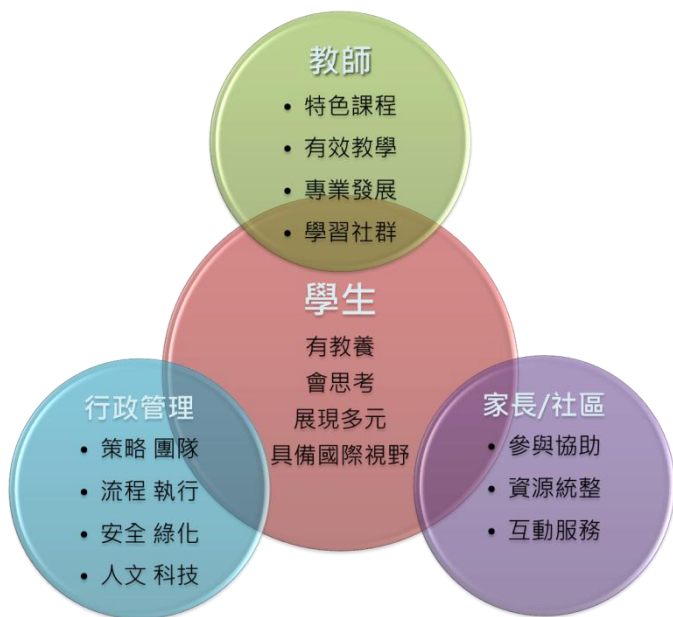 教師
• 特色課程
• 有效教學
• 專業發展
• 學習社群
學生
有教養
會思考
展現多元
具備國際視野
行政管理
• 策略 團隊
• 流程 執行
• 安全 綠化
• 人文 科技
家長/社區
• 參與協助
• 資源統整
• 互動服務